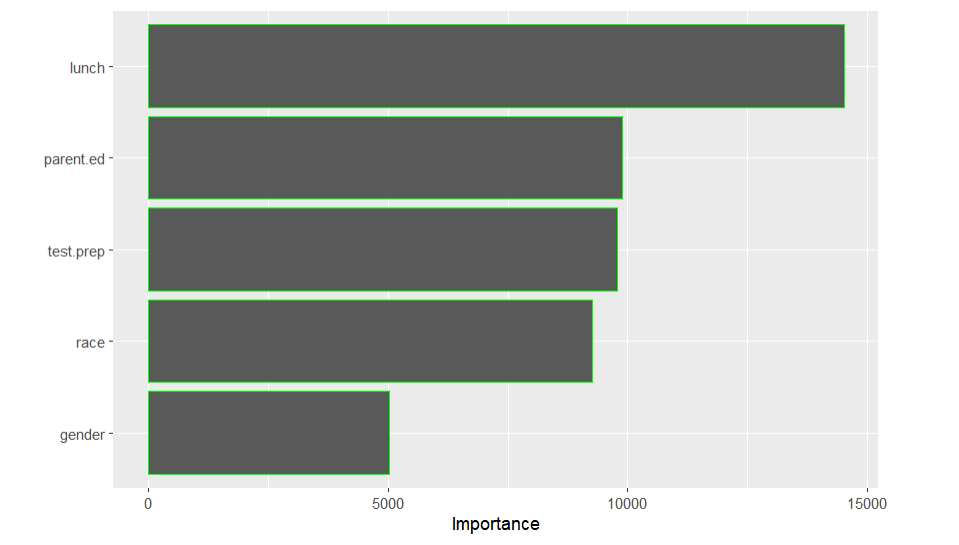 lunch
parent.ed
test.prep
race
gender
0 5000 10000 15000
Importance